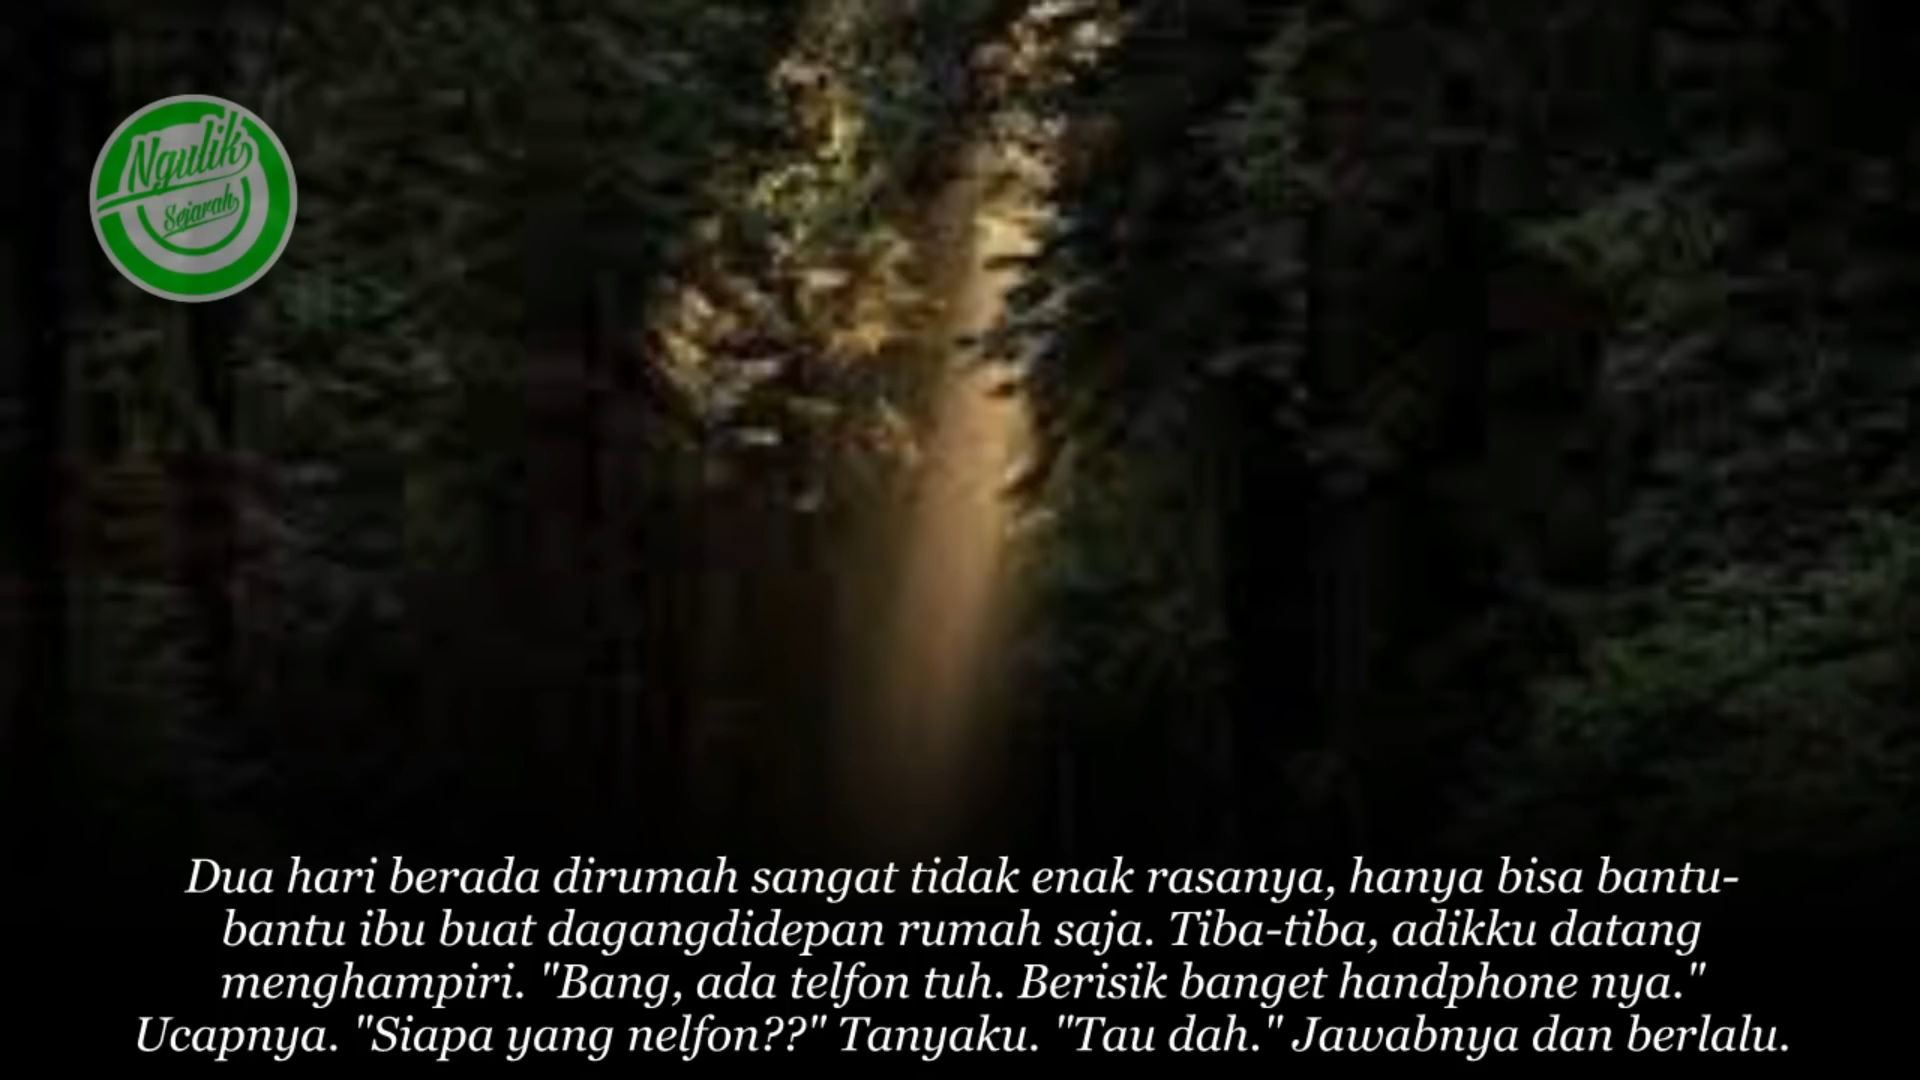 Ngulik
Sejarah
Dua hari berada dirumah sangat tidak enak rasanya, hanya bisa bantu-
bantu ibu buat dagangdidepan rumah saja. Tiba-tiba, adikku datang
menghampiri. "Bang, ada telfon tuh. Berisik banget handphone nya."
Ucapnya. "Siapa yang nelfon??" Tanyaku. "Tau dah." Jawabnya dan berlalu.